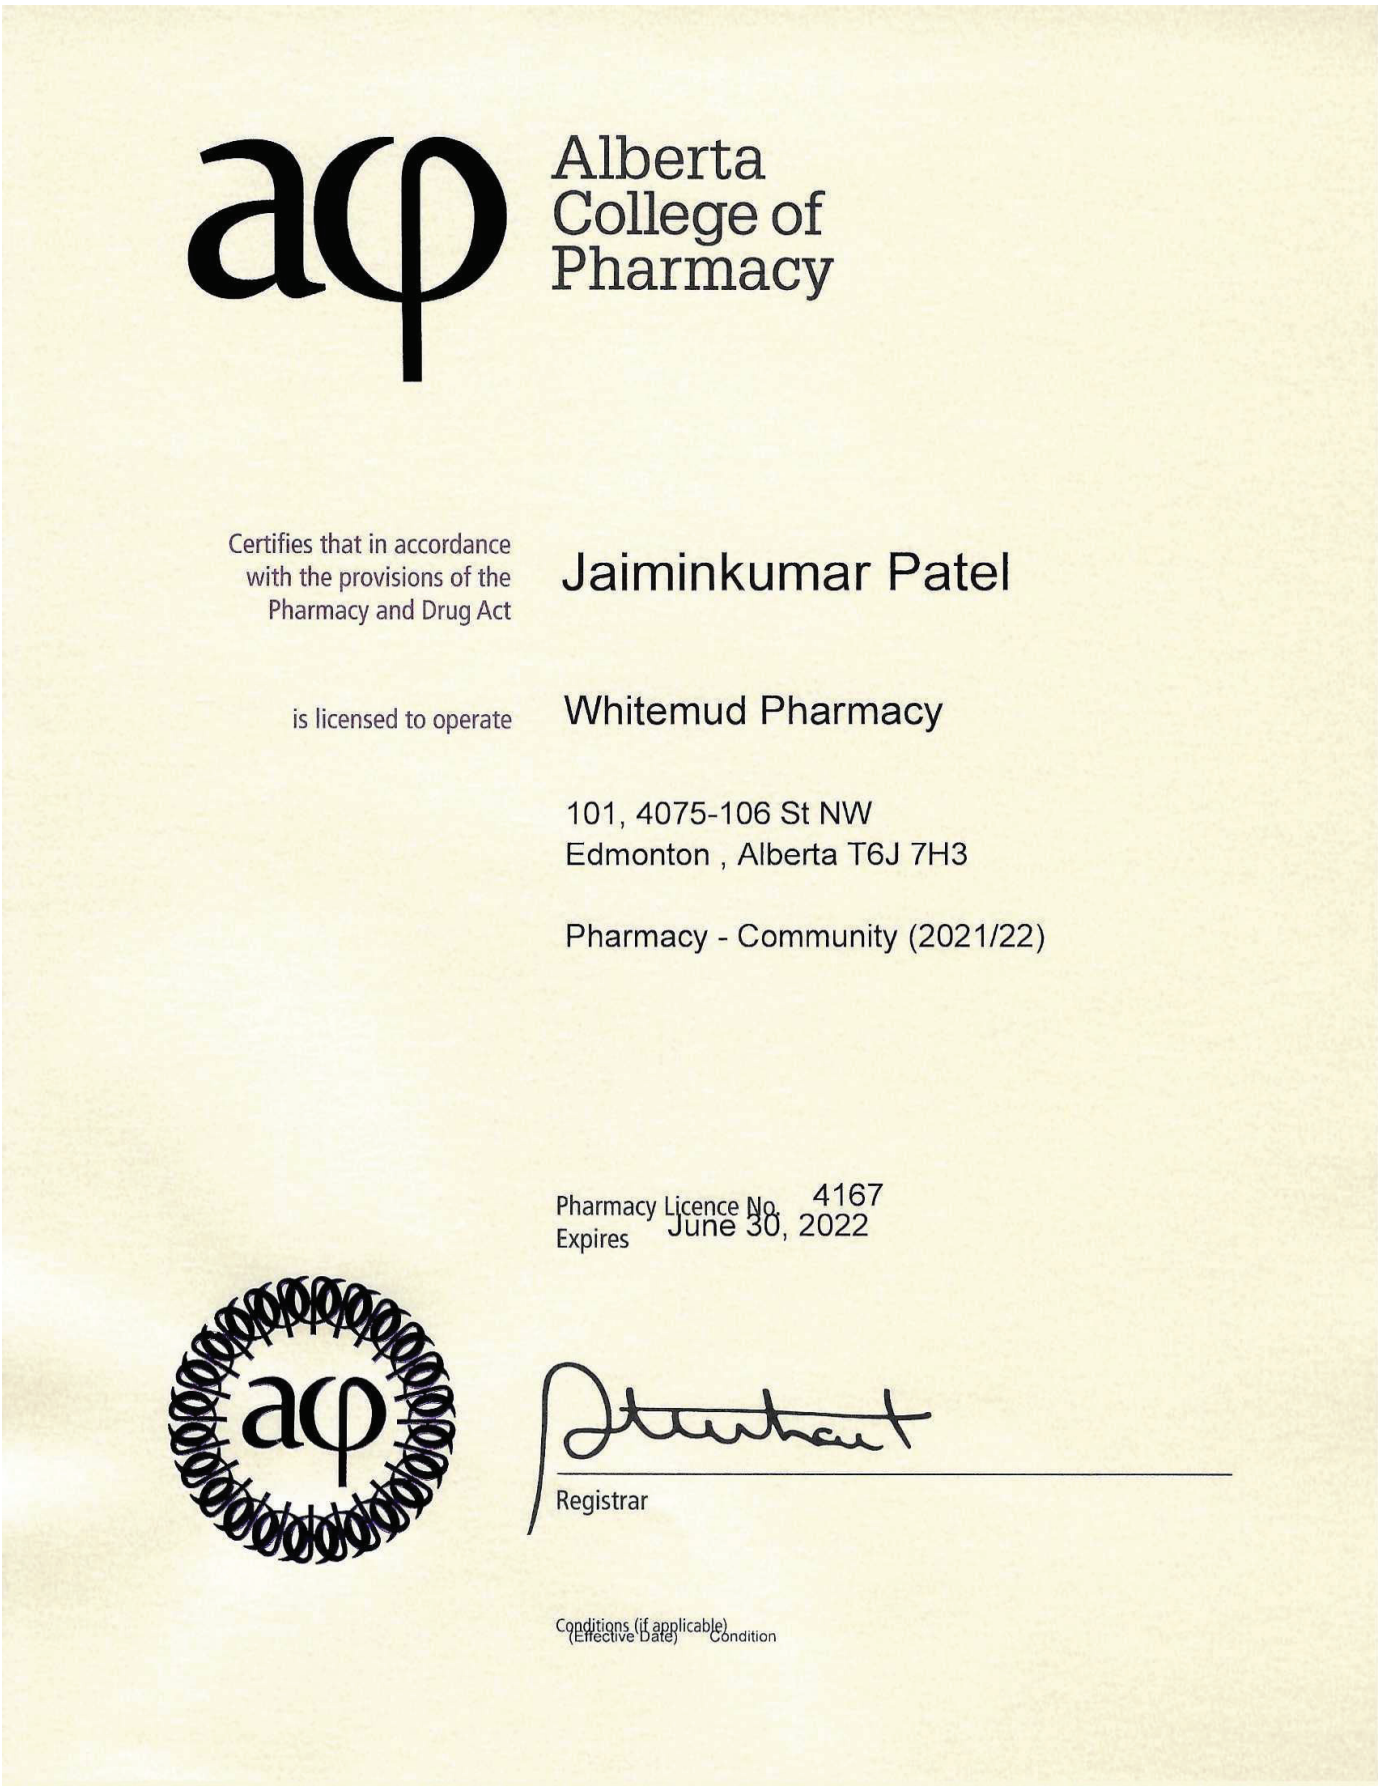 acp
Alberta
College of
Pharmacy
Certifies that in accordance
with the provisions of the
Pharmacy and Drug Act
Jaiminkumar Patel
is licensed to operate
Whitemud Pharmacy
101, 4075-106 St NW
Edmonton , Alberta T6J 7H3
Pharmacy - Community (2021/22)
Pharmacy Licence No. 4167
Expires June 30, 2022
acp
Registrar
Conditions (if applicable)
(Effective Date) Condition